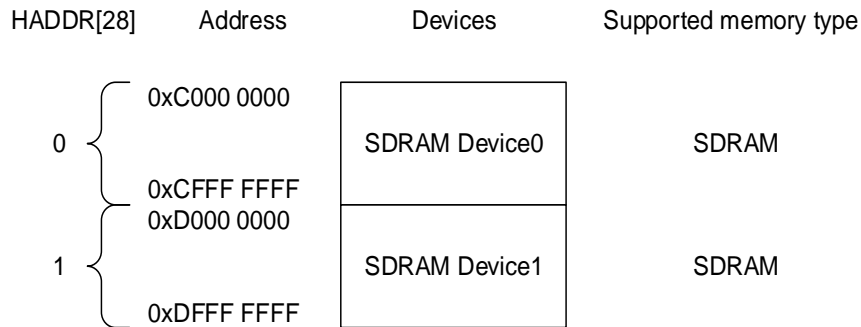 HADDR[28] Address Devices Supported memory type
0xC000 0000
0 SDRAM Device0 SDRAM
0xCFFF FFFF
0xD000 0000
1 SDRAM Device1 SDRAM
0xDFFF FFFF